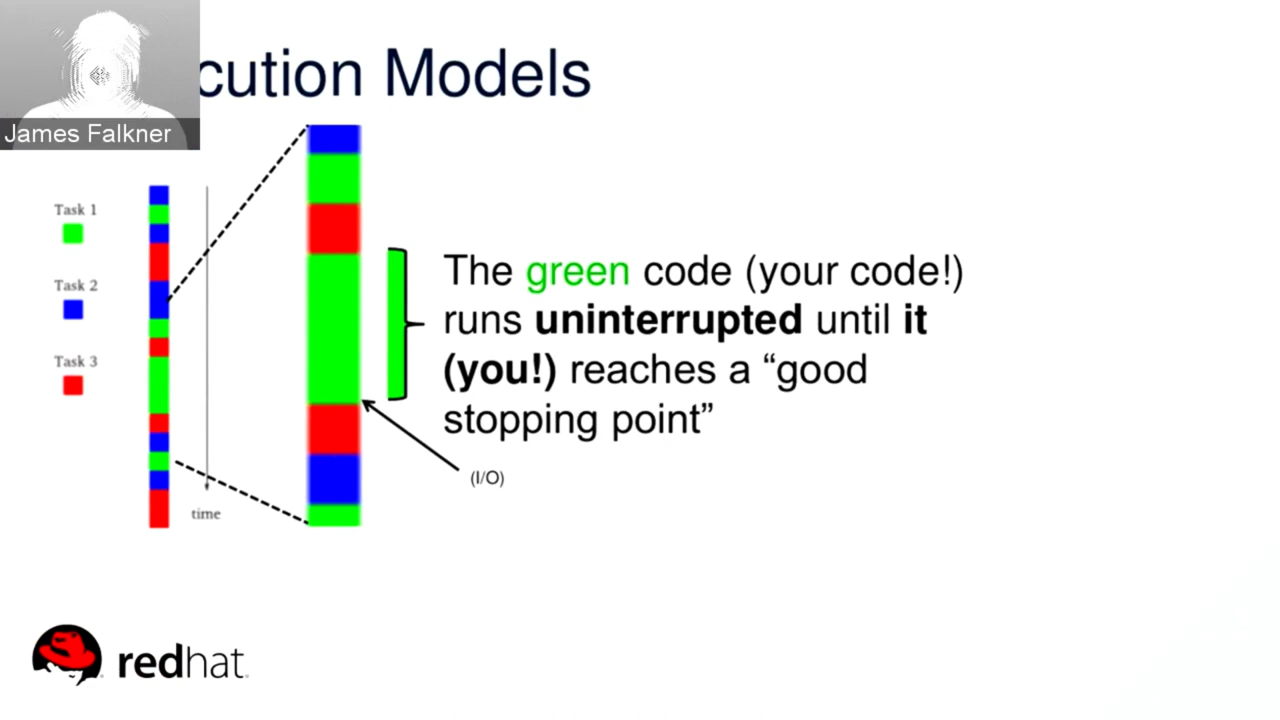 cution Models
James Falkner
Task 1
Task 2
Task 3
time
The green code (your code!)
runs uninterrupted until it
(you!) reaches a “good
stopping point”
(I/O)
redhat.